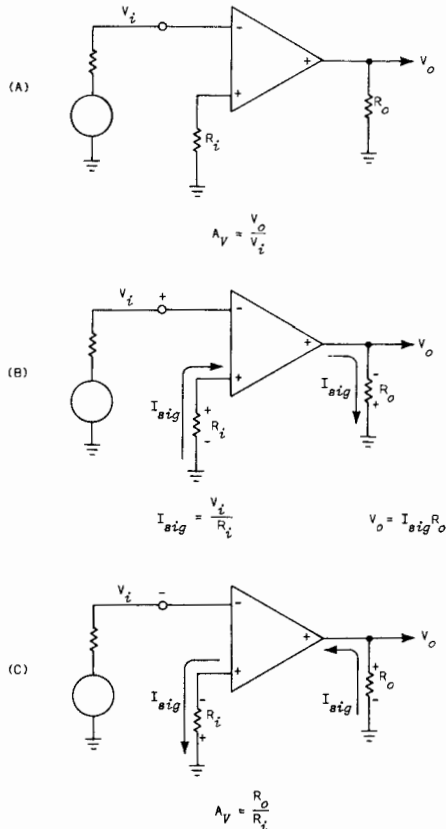 (A)
V_i
-
+
+
R_i
R_o
V_o
A_V = V_o / V_i
(B)
V_i +
-
+
+
I_sig
+
R_i
-
I_sig
-
R_o
+
V_o
I_sig = V_i / R_i
V_o = I_sig R_o
(C)
V_i -
-
+
+
I_sig
-
R_i
+
I_sig
+
R_o
-
V_o
A_V = R_o / R_i